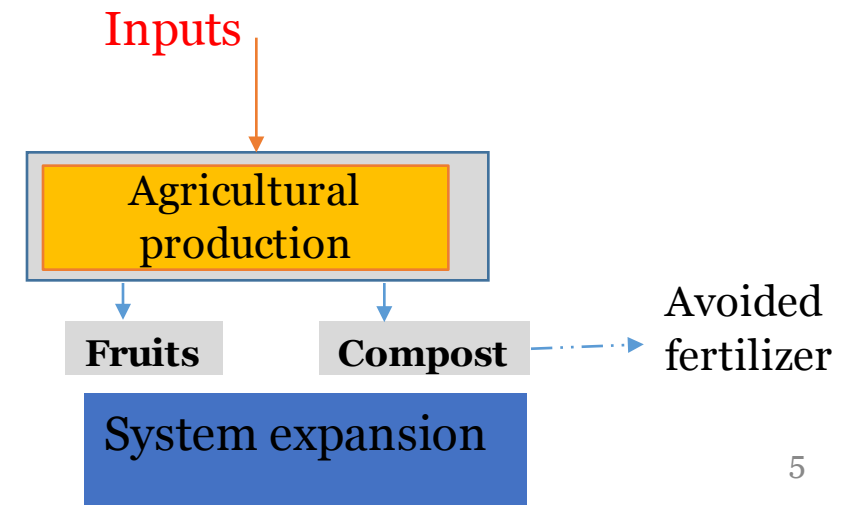 Inputs
Agricultural
production
Fruits
Compost
Avoided
fertilizer
System expansion
5